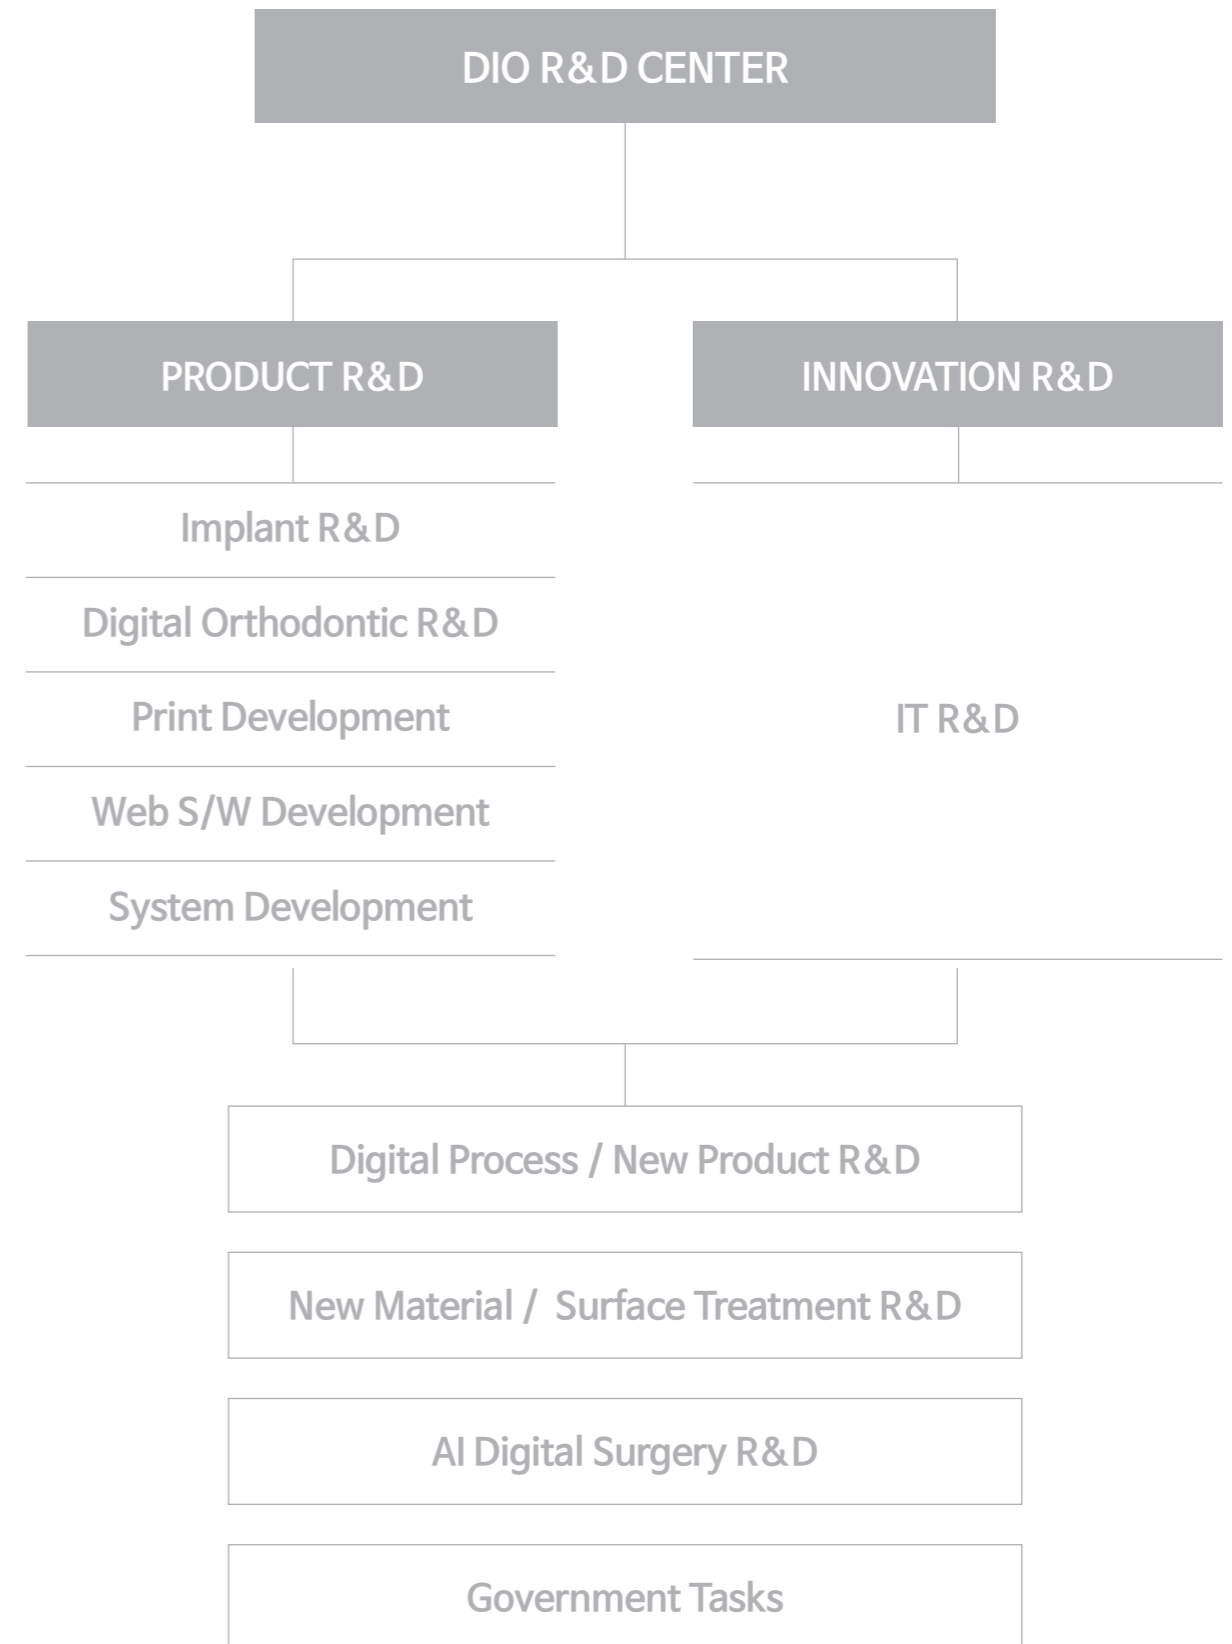 DIO R&D CENTER
PRODUCT R&D
INNOVATION R&D
Implant R&D
Digital Orthodontic R&D
Print Development
Web S/W Development
System Development
IT R&D
Digital Process / New Product R&D
New Material / Surface Treatment R&D
AI Digital Surgery R&D
Government Tasks